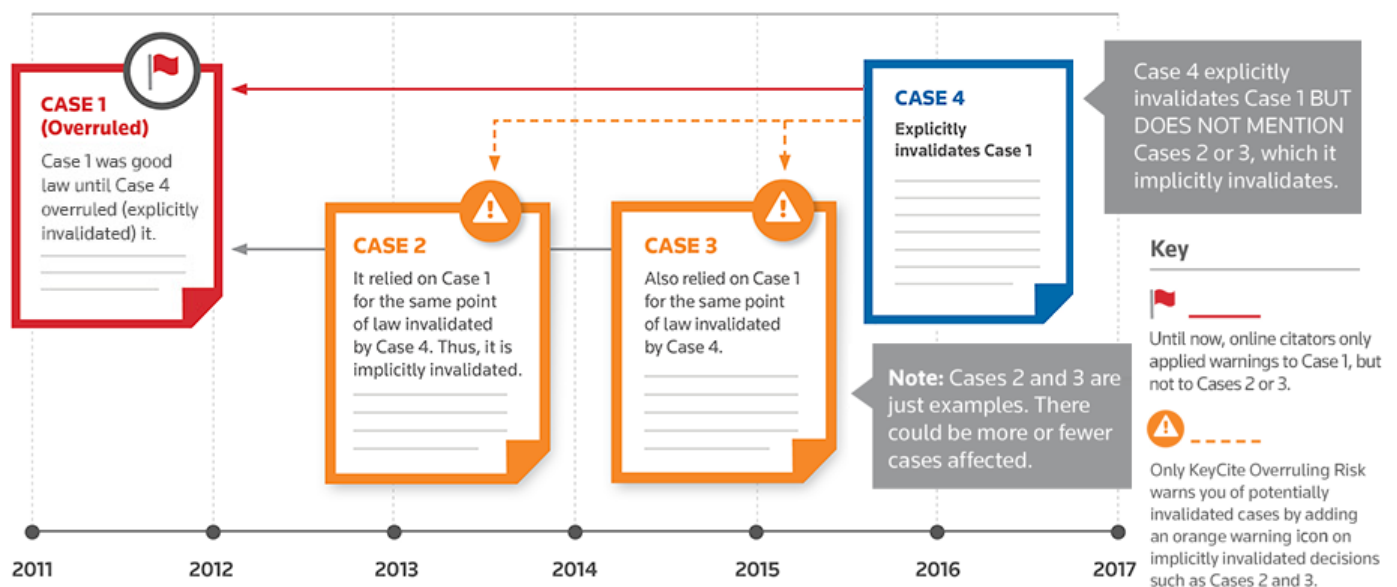 CASE 1
(Overruled)
Case 1 was good
law until Case 4
overruled (explicitly
invalidated) it.
CASE 2
It relied on Case 1
for the same point
of law invalidated
by Case 4. Thus, it is
implicitly invalidated.
CASE 3
Also relied on Case 1
for the same point
of law invalidated
by Case 4.
CASE 4
Explicitly
invalidates Case 1
Case 4 explicitly
invalidates Case 1 BUT
DOES NOT MENTION
Cases 2 or 3, which it
implicitly invalidates.
Note: Cases 2 and 3 are
just examples. There
could be more or fewer
cases affected.
Key
Until now, online citators only
applied warnings to Case 1, but
not to Cases 2 or 3.
Only KeyCite Overruling Risk
warns you of potentially
invalidated cases by adding
an orange warning icon on
implicitly invalidated decisions
such as Cases 2 and 3.
2011 2012 2013 2014 2015 2016 2017